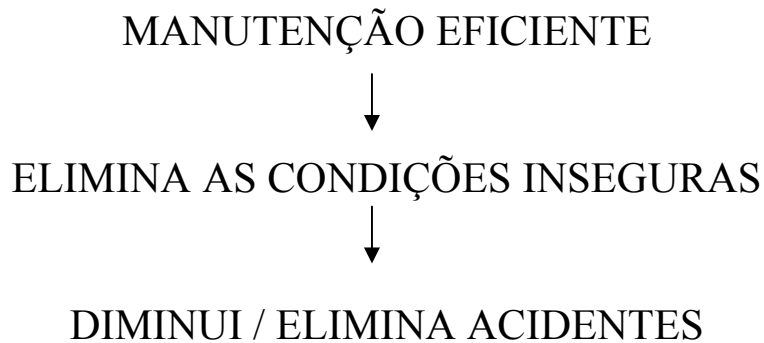 MANUTENÇÃO EFICIENTE
ELIMINA AS CONDIÇÕES INSEGURAS
DIMINUI / ELIMINA ACIDENTES